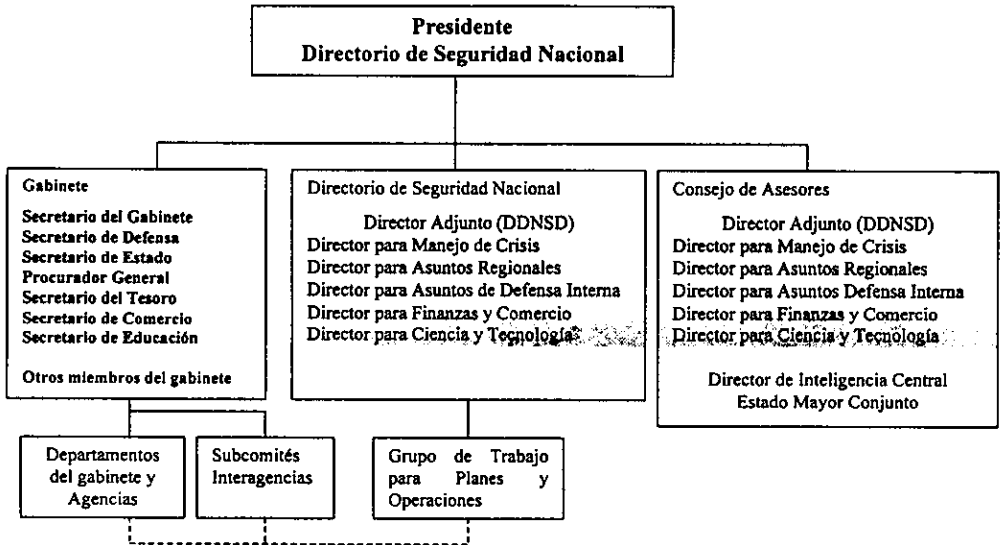 Presidente
Directorio de Seguridad Nacional
Gabinete
Secretario del Gabinete
Secretario de Defensa
Secretario de Estado
Procurador General
Secretario del Tesoro
Secretario de Comercio
Secretario de Educación
Otros miembros del gabinete
Directorio de Seguridad Nacional
Director Adjunto (DDNSD)
Director para Manejo de Crisis
Director para Asuntos Regionales
Director para Asuntos de Defensa Interna
Director para Finanzas y Comercio
Director para Ciencia y Tecnología
Consejo de Asesores
Director Adjunto (DDNSD)
Director para Manejo de Crisis
Director para Asuntos Regionales
Director para Asuntos Defensa Interna
Director para Finanzas y Comercio
Director para Ciencia y Tecnología
Director de Inteligencia Central
Estado Mayor Conjunto
Departamentos
del gabinete y
Agencias
Subcomités
Interagencias
Grupo de Trabajo
para Planes y
Operaciones